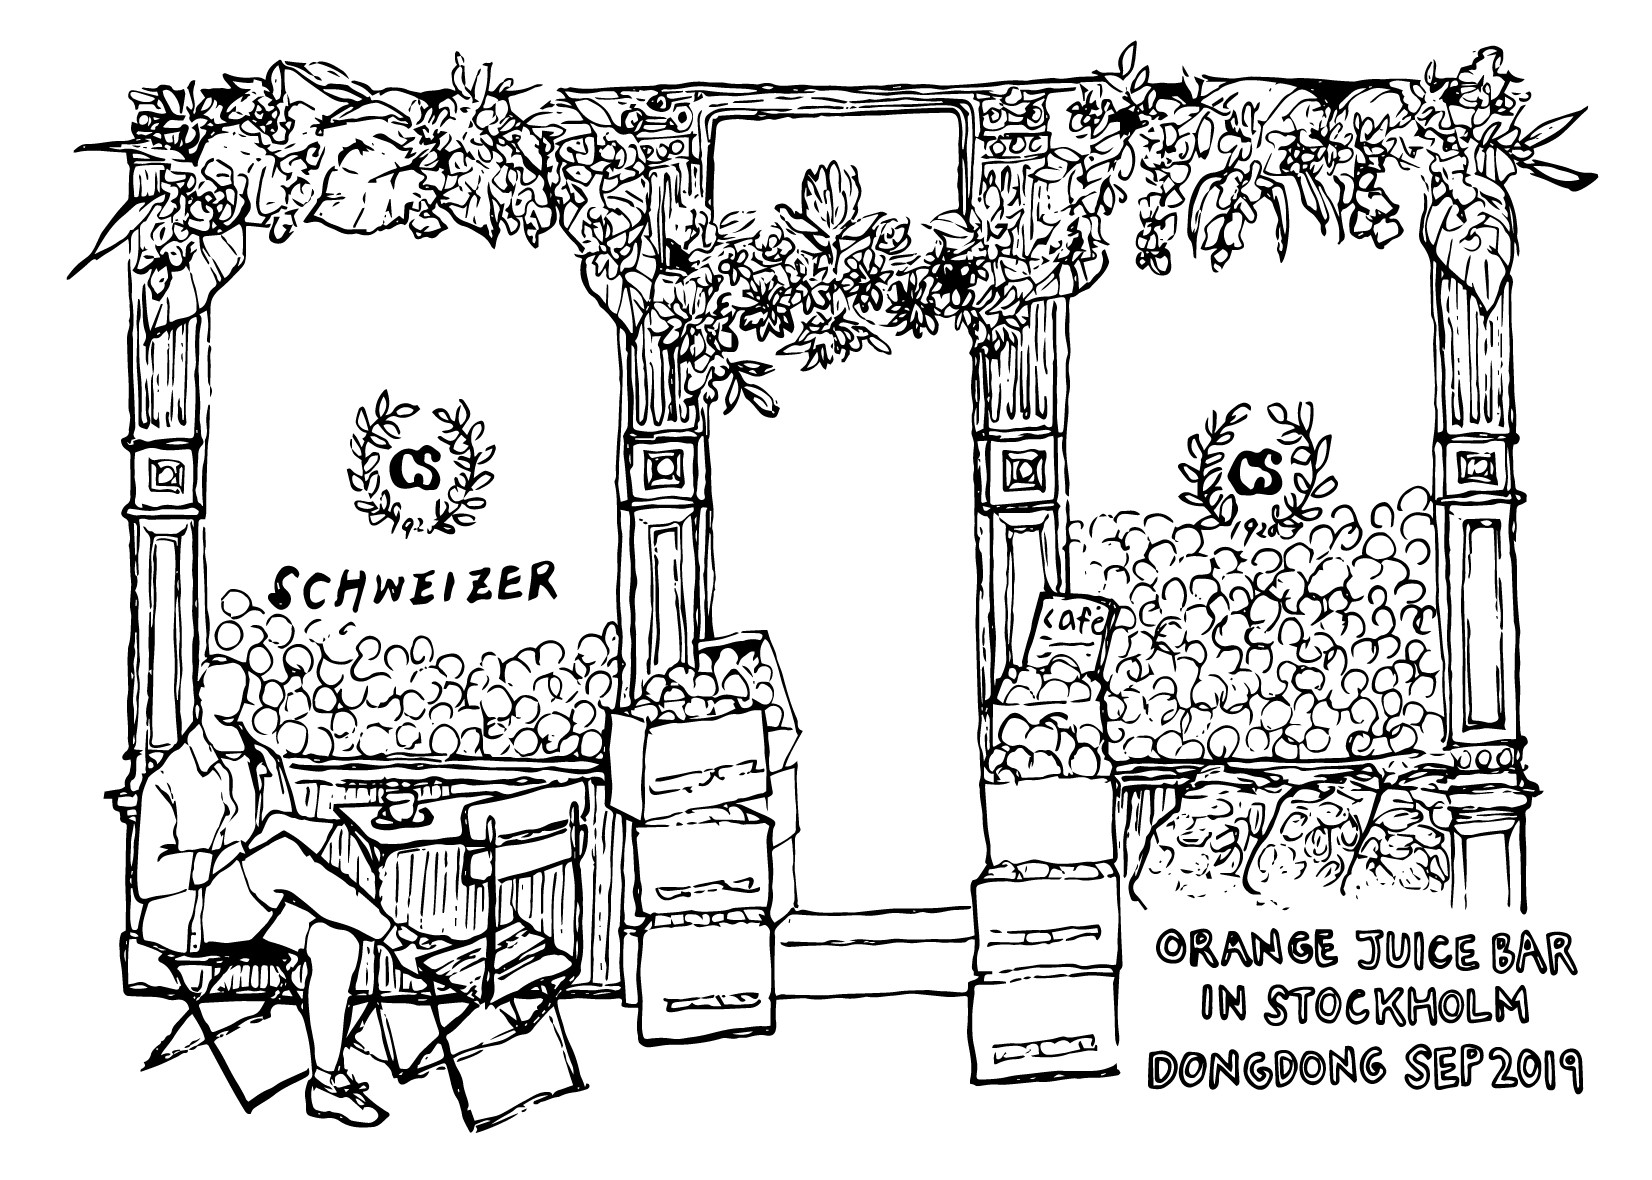 CS
CS
1920
SCHWEIZER
café
ORANGE JUICE BAR
IN STOCKHOLM
DONGDONG SEP 2019